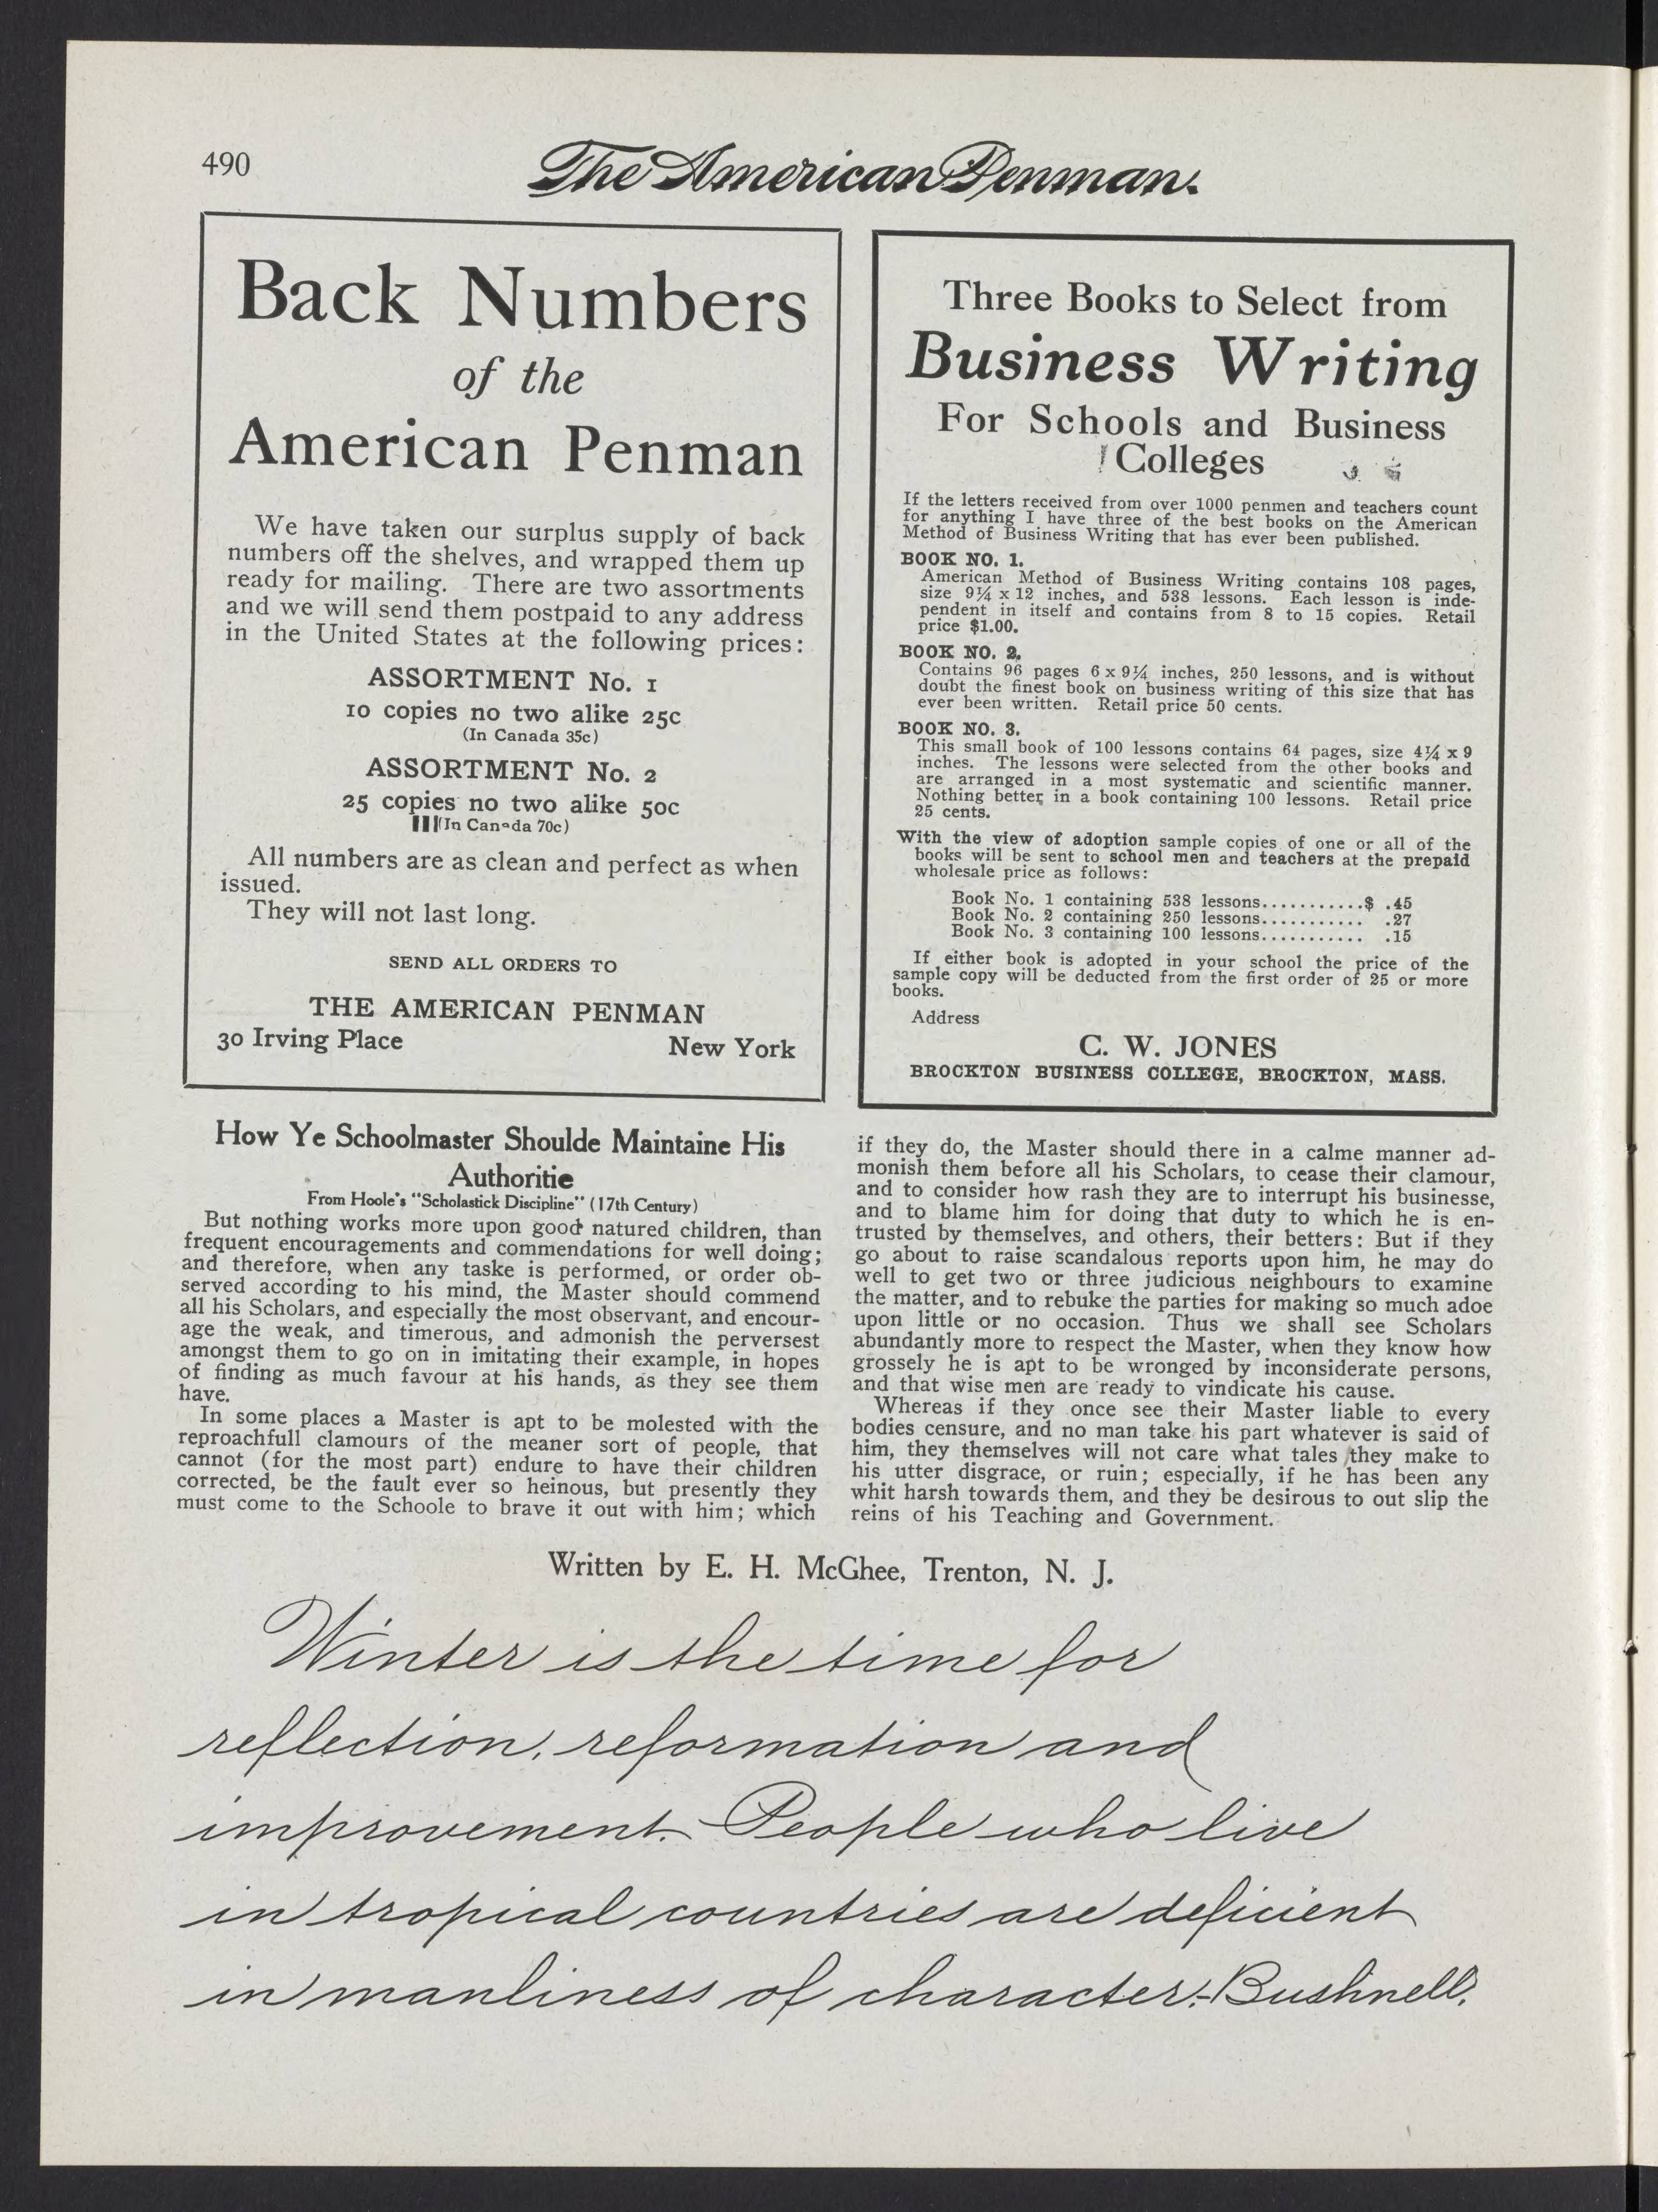 490
The American Penman.
Back Numbers
of the
American Penman
We have taken our surplus supply of back
numbers off the shelves, and wrapped them up
ready for mailing. There are two assortments
and we will send them postpaid to any address
in the United States at the following prices:
ASSORTMENT No. 1
10 copies no two alike 25c
(In Canada 35c)
ASSORTMENT No. 2
25 copies no two alike 50c
(In Canada 70c)
All numbers are as clean and perfect as when
issued.
They will not last long.
SEND ALL ORDERS TO
THE AMERICAN PENMAN
30 Irving Place New York
Three Books to Select from
Business Writing
For Schools and Business
Colleges
If the letters received from over 1000 penmen and teachers count
for anything I have three of the best books on the American
Method of Business Writing that has ever been published.
BOOK NO. 1.
American Method of Business Writing contains 108 pages,
size 9¼ x 12 inches, and 538 lessons. Each lesson is inde-
pendent in itself and contains from 8 to 15 copies. Retail
price $1.00.
BOOK NO. 2.
Contains 96 pages 6 x 9¼ inches, 250 lessons, and is without
doubt the finest book on business writing of this size that has
ever been written. Retail price 50 cents.
BOOK NO. 3.
This small book of 100 lessons contains 64 pages, size 4¼ x 9
inches. The lessons were selected from the other books and
are arranged in a most systematic and scientific manner.
Nothing better in a book containing 100 lessons. Retail price
25 cents.
With the view of adoption sample copies of one or all of the
books will be sent to school men and teachers at the prepaid
wholesale price as follows:
Book No. 1 containing 538 lessons...........$ .45
Book No. 2 containing 250 lessons........... .27
Book No. 3 containing 100 lessons........... .15
If either book is adopted in your school the price of the
sample copy will be deducted from the first order of 25 or more
books.
Address
C. W. JONES
BROCKTON BUSINESS COLLEGE, BROCKTON, MASS.
How Ye Schoolmaster Shoulde Maintaine His
Authoritie
From Hoole's "Scholastick Discipline" (17th Century)
But nothing works more upon good natured children, than
frequent encouragements and commendations for well doing;
and therefore, when any taske is performed, or order ob-
served according to his mind, the Master should commend
all his Scholars, and especially the most observant, and encour-
age the weak, and timerous, and admonish the perversest
amongst them to go on in imitating their example, in hopes
of finding as much favour at his hands, as they see them
have.
In some places a Master is apt to be molested with the
reproachfull clamours of the meaner sort of people, that
cannot (for the most part) endure to have their children
corrected, be the fault ever so heinous, but presently they
must come to the Schoole to brave it out with him; which
if they do, the Master should there in a calme manner ad-
monish them before all his Scholars, to cease their clamour,
and to consider how rash they are to interrupt his businesse,
and to blame him for doing that duty to which he is en-
trusted by themselves, and others, their betters: But if they
go about to raise scandalous reports upon him, he may do
well to get two or three judicious neighbours to examine
the matter, and to rebuke the parties for making so much adoe
upon little or no occasion. Thus we shall see Scholars
abundantly more to respect the Master, when they know how
grossely he is apt to be wronged by inconsiderate persons,
and that wise men are ready to vindicate his cause.
Whereas if they once see their Master liable to every
bodies censure, and no man take his part whatever is said of
him, they themselves will not care what tales they make to
his utter disgrace, or ruin; especially, if he has been any
whit harsh towards them, and they be desirous to out slip the
reins of his Teaching and Government.
Written by E. H. McGhee, Trenton, N. J.
Winter is the time for
reflection, reformation and
improvement. People who live
in tropical countries are deficient
in manliness of character.-Bushnell.